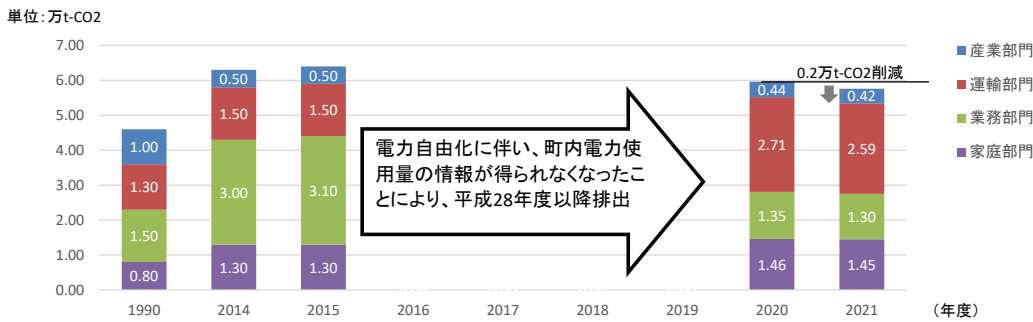 単位：万t-CO2
7.00
6.00
5.00
4.00
3.00
2.00
1.00
0.00
1.00
1.30
1.50
0.80
0.50
1.50
3.00
1.30
0.50
1.50
3.10
1.30
電力自由化に伴い、町内電力使
用量の情報が得られなくなったこ
とにより、平成28年度以降排出
0.2万t-CO2削減
0.44
2.71
1.35
1.46
0.42
2.59
1.30
1.45
産業部門
運輸部門
業務部門
家庭部門
1990 2014 2015 2016 2017 2018 2019 2020 2021 （年度）